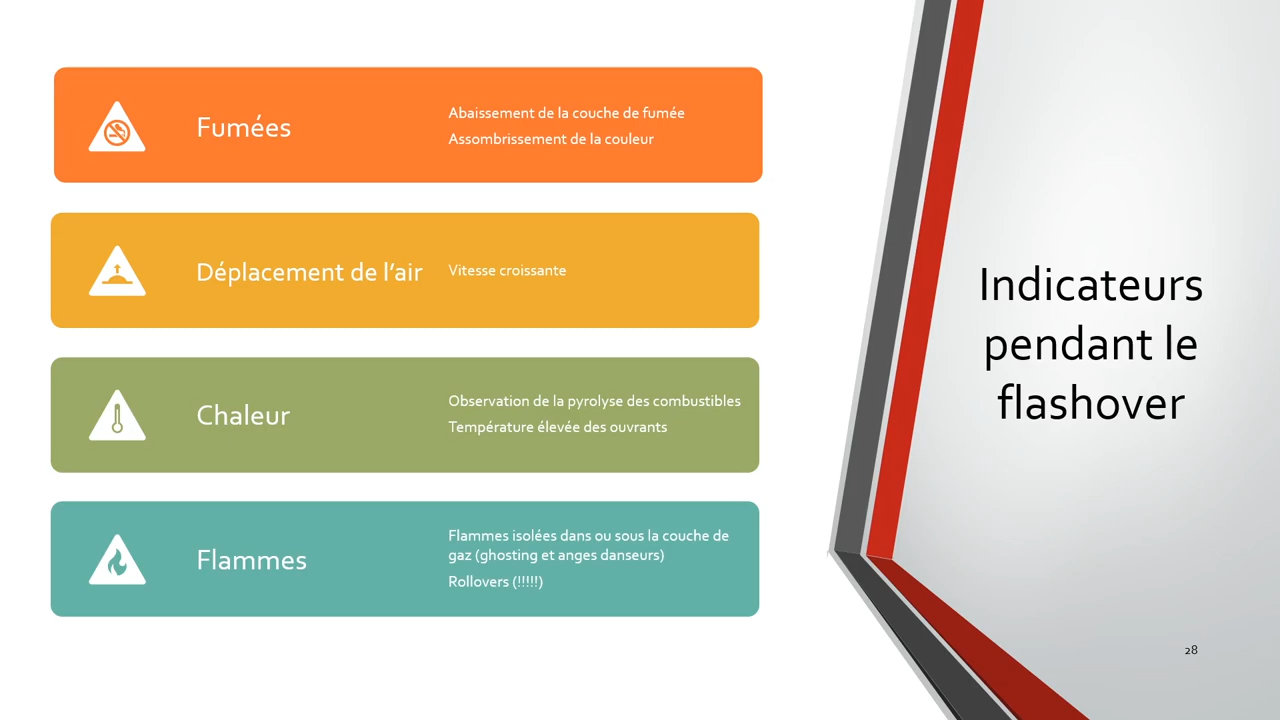 Fumées
Abaissement de la couche de fumée
Assombrissement de la couleur
Déplacement de l’air
Vitesse croissante
Chaleur
Observation de la pyrolyse des combustibles
Température élevée des ouvrants
Flammes
Flammes isolées dans ou sous la couche de
gaz (ghosting et anges danseurs)
Rollovers (!!!!!)
Indicateurs
pendant le
flashover
28